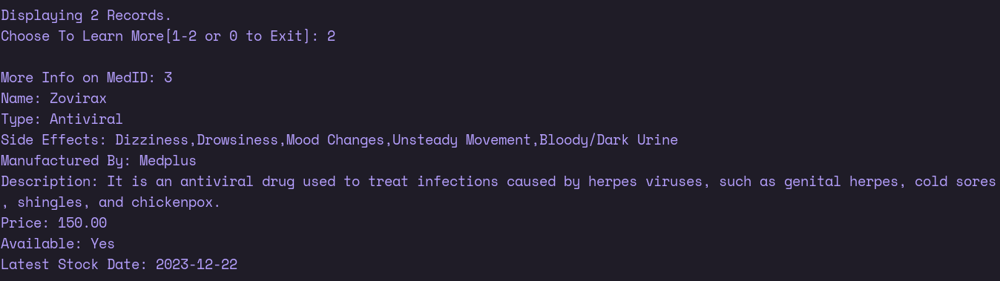 Displaying 2 Records.
Choose To Learn More[1-2 or 0 to Exit]: 2
More Info on MedID: 3
Name: Zovirax
Type: Antiviral
Side Effects: Dizziness,Drowsiness,Mood Changes,Unsteady Movement,Bloody/Dark Urine
Manufactured By: Medplus
Description: It is an antiviral drug used to treat infections caused by herpes viruses, such as genital herpes, cold sores
, shingles, and chickenpox.
Price: 150.00
Available: Yes
Latest Stock Date: 2023-12-22